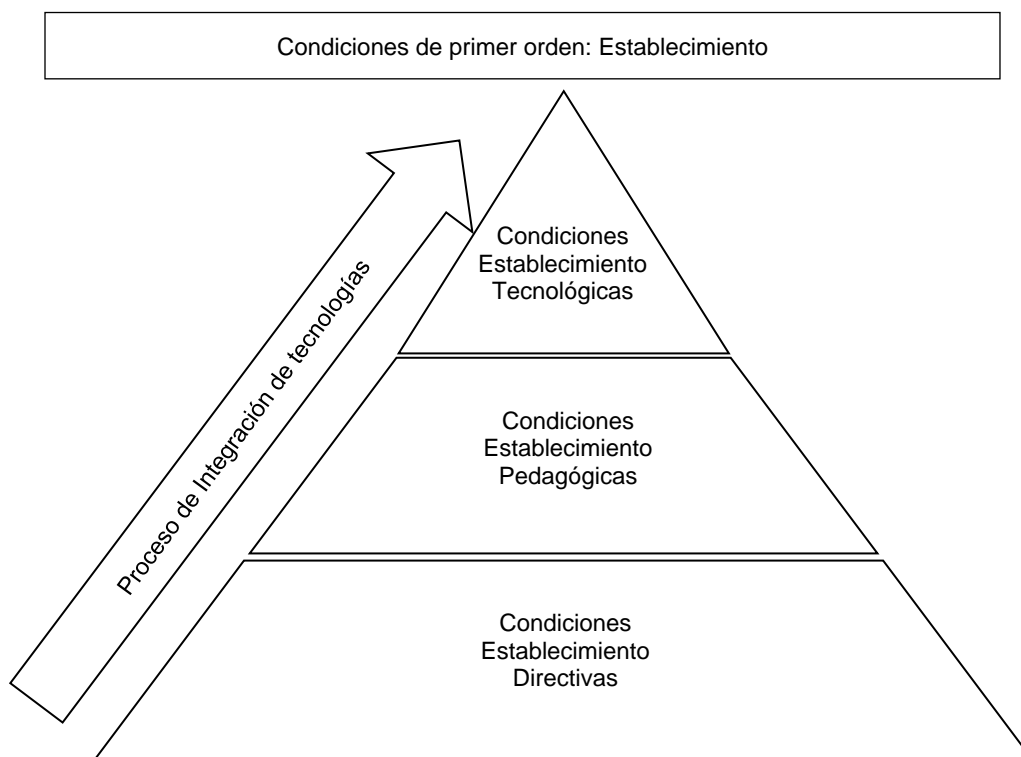 Condiciones de primer orden: Establecimiento
Condiciones
Establecimiento
Tecnológicas
Proceso de Integración de tecnologías
Condiciones
Establecimiento
Pedagógicas
Condiciones
Establecimiento
Directivas